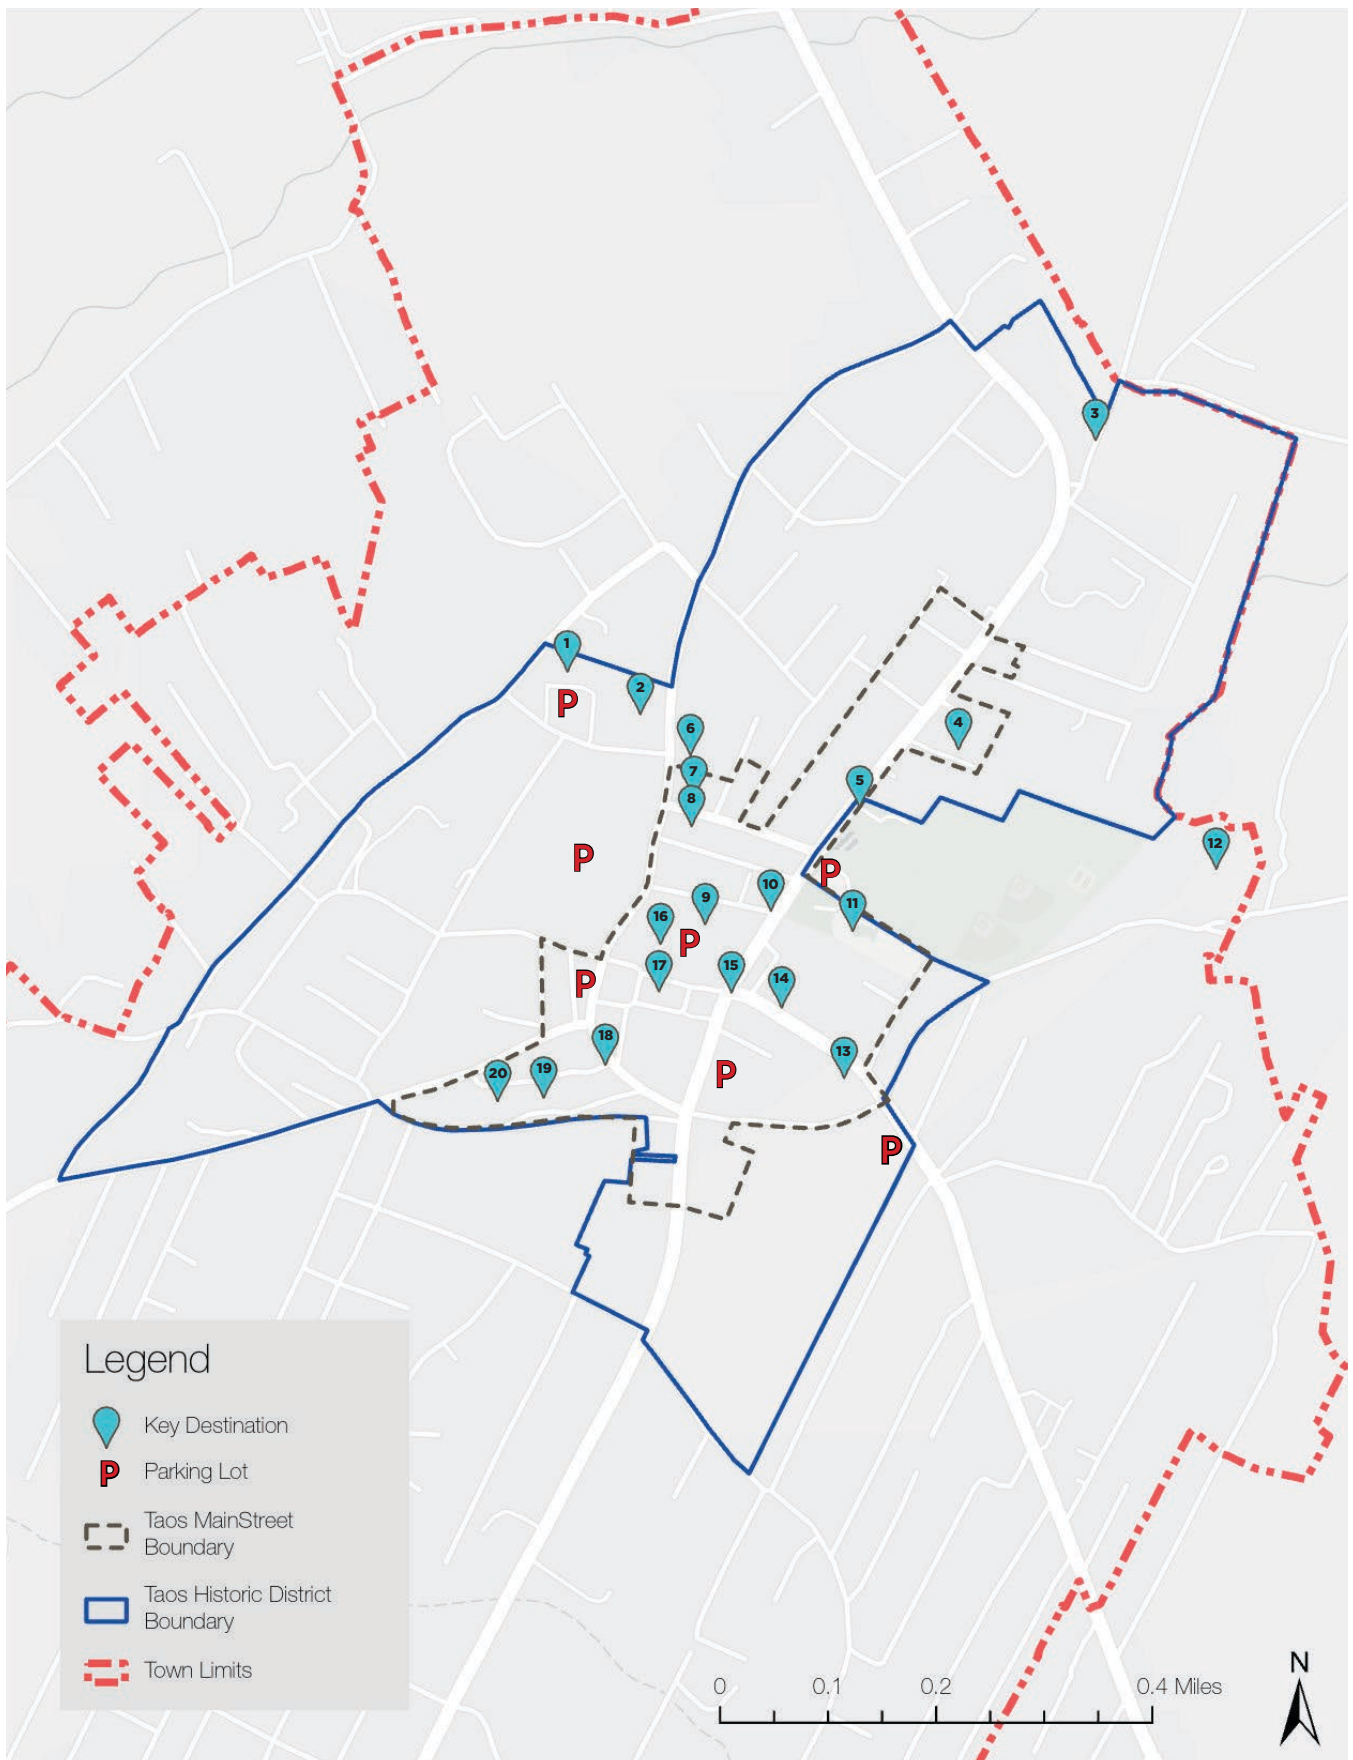 3
1
2
6
4
7
5
8
12
10
9
11
16
17
15
14
18
13
20
19
P
P
P
P
P
P
P
Legend
Key Destination
P
Parking Lot
Taos MainStreet
Boundary
Taos Historic District
Boundary
Town Limits
0
0.1
0.2
0.4 Miles
N